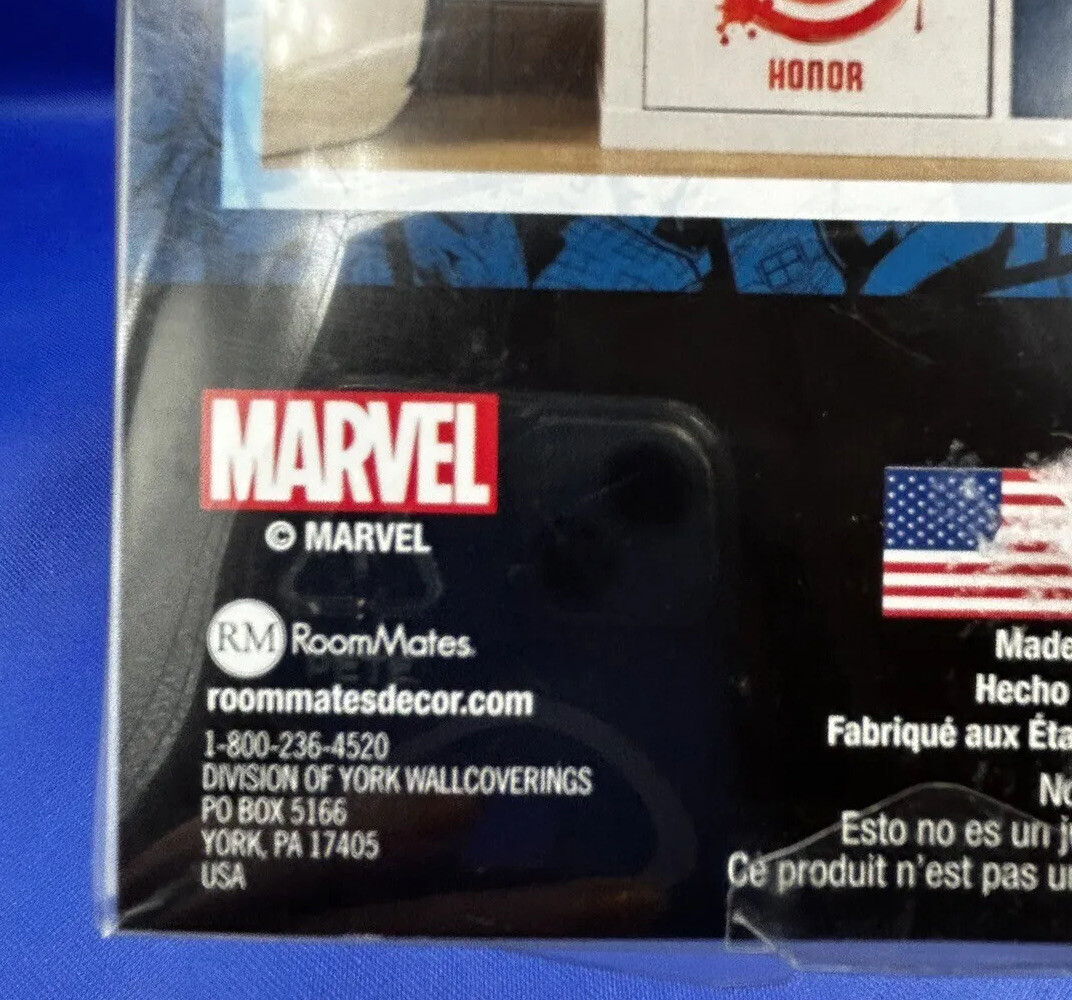 HONOR
MARVEL
© MARVEL
RM RoomMates
roommatesdecor.com
1-800-236-4520
DIVISION OF YORK WALLCOVERINGS
PO BOX 5166
YORK, PA 17405
USA
Made
Hecho
Fabriqué aux Éta
No
Esto no es un j
Ce produit n'est pas u